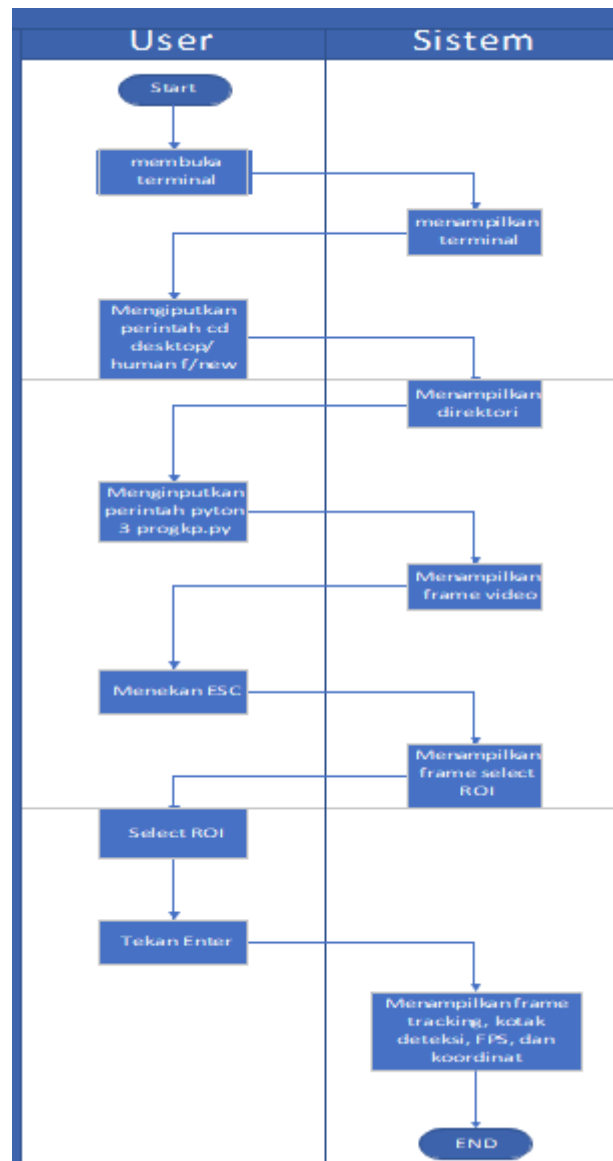 User
Sistem
Start
membuka
terminal
menampilkan
terminal
Mengiputkan
perintah cd
desktop/
human f/new
Menampilkan
direktori
Menginputkan
perintah pyton
3 progkp.py
Menampilkan
frame video
Menekan ESC
Menampilkan
frame select
ROI
Select ROI
Tekan Enter
Menampilkan frame
tracking, kotak
deteksi, FPS, dan
koordinat
END